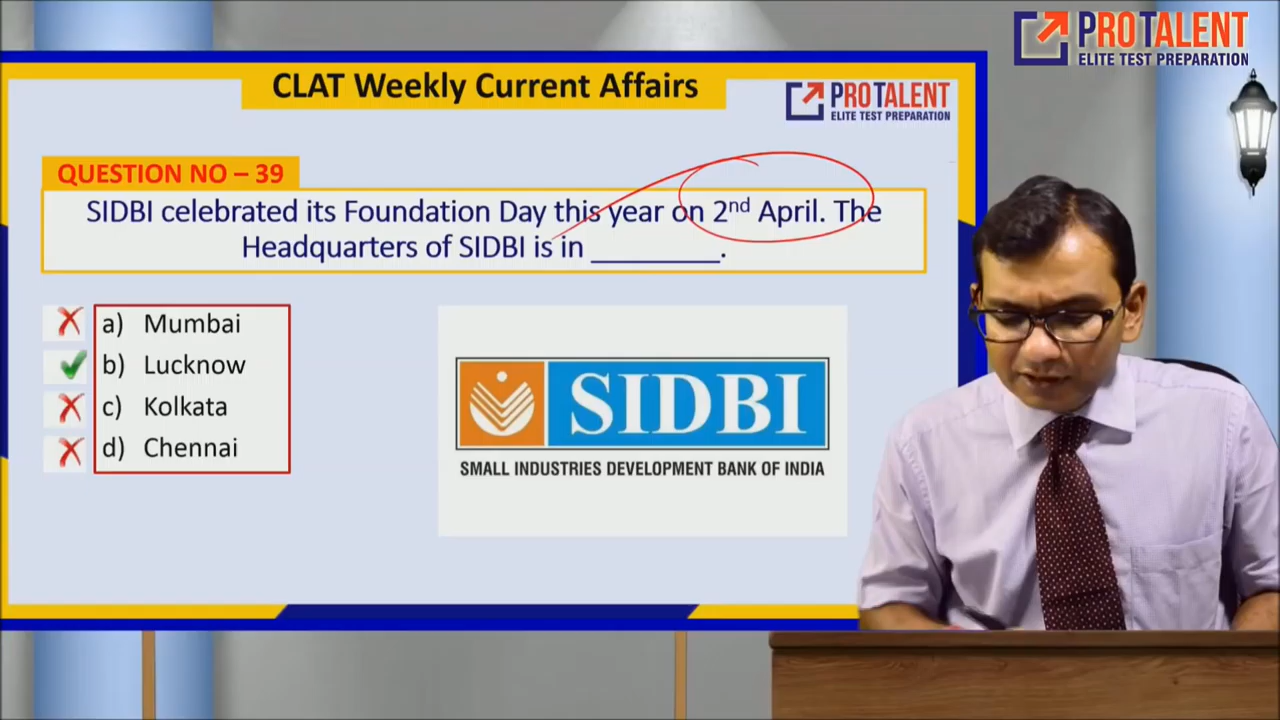 PROTALENT
ELITE TEST PREPARATION
CLAT Weekly Current Affairs
PROTALENT
ELITE TEST PREPARATION
QUESTION NO – 39
SIDBI celebrated its Foundation Day this year on 2nd April. The
Headquarters of SIDBI is in _________.
a) Mumbai
b) Lucknow
c) Kolkata
d) Chennai
SIDBI
SMALL INDUSTRIES DEVELOPMENT BANK OF INDIA